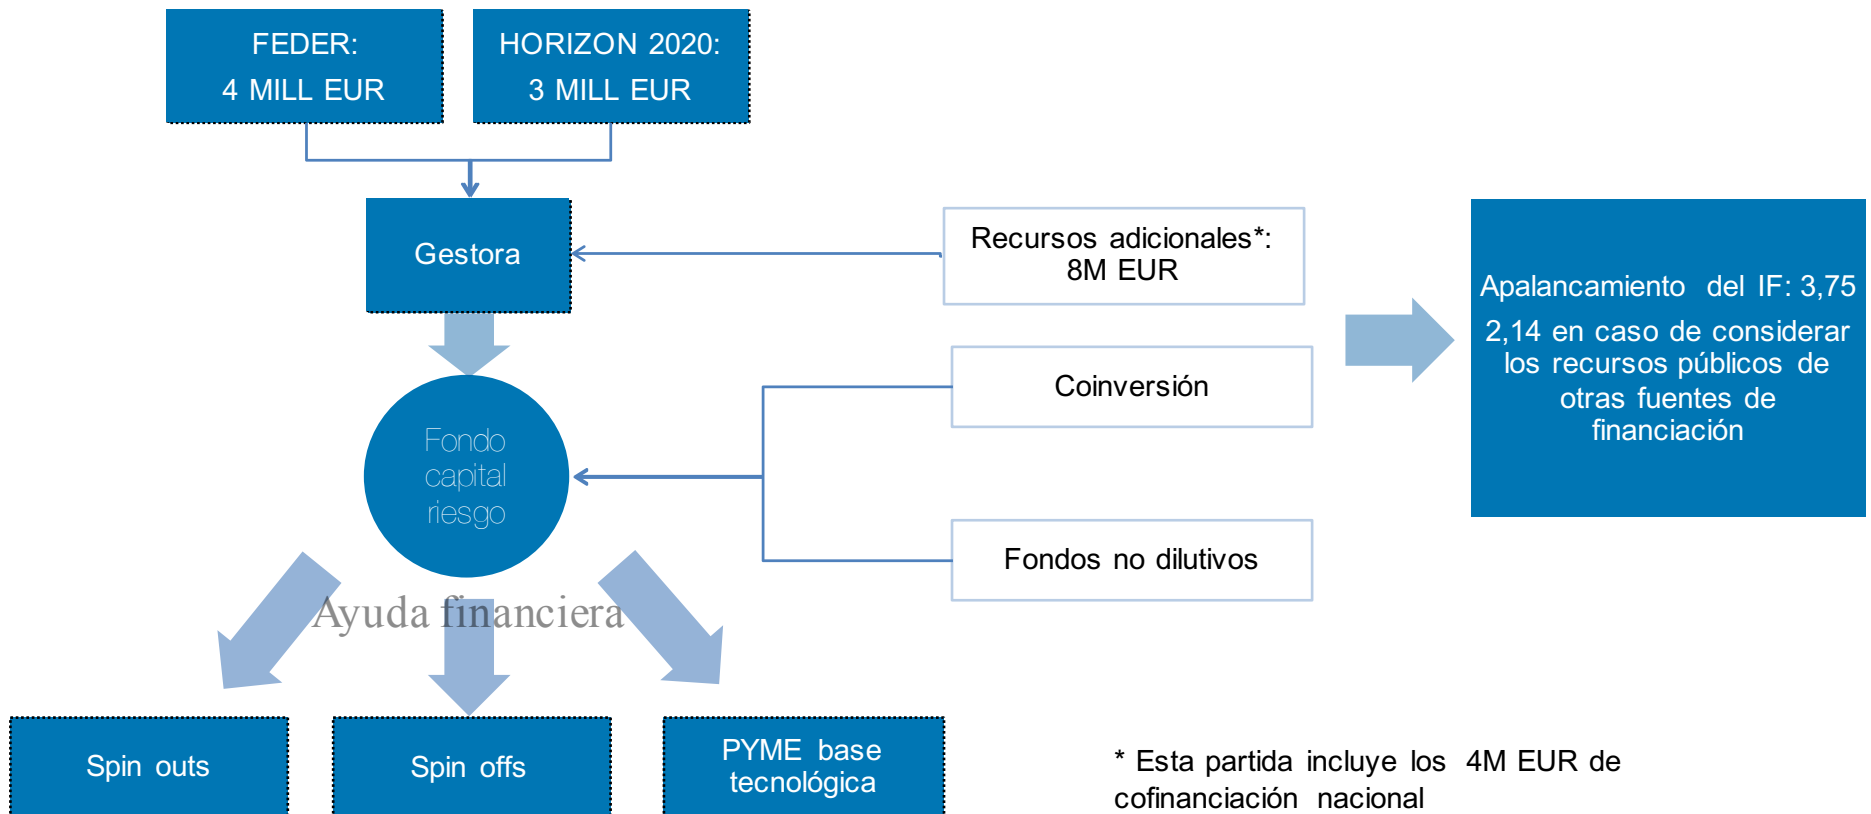 FEDER:
4 MILL EUR
HORIZON 2020:
3 MILL EUR
Gestora
Recursos adicionales*:
8M EUR
Apalancamiento del IF: 3,75
2,14 en caso de considerar
los recursos públicos de
otras fuentes de
financiación
Coinversión
Fondo
capital
riesgo
Fondos no dilutivos
Ayuda financiera
Spin outs
Spin offs
PYME base
tecnológica
* Esta partida incluye los 4M EUR de
cofinanciación nacional